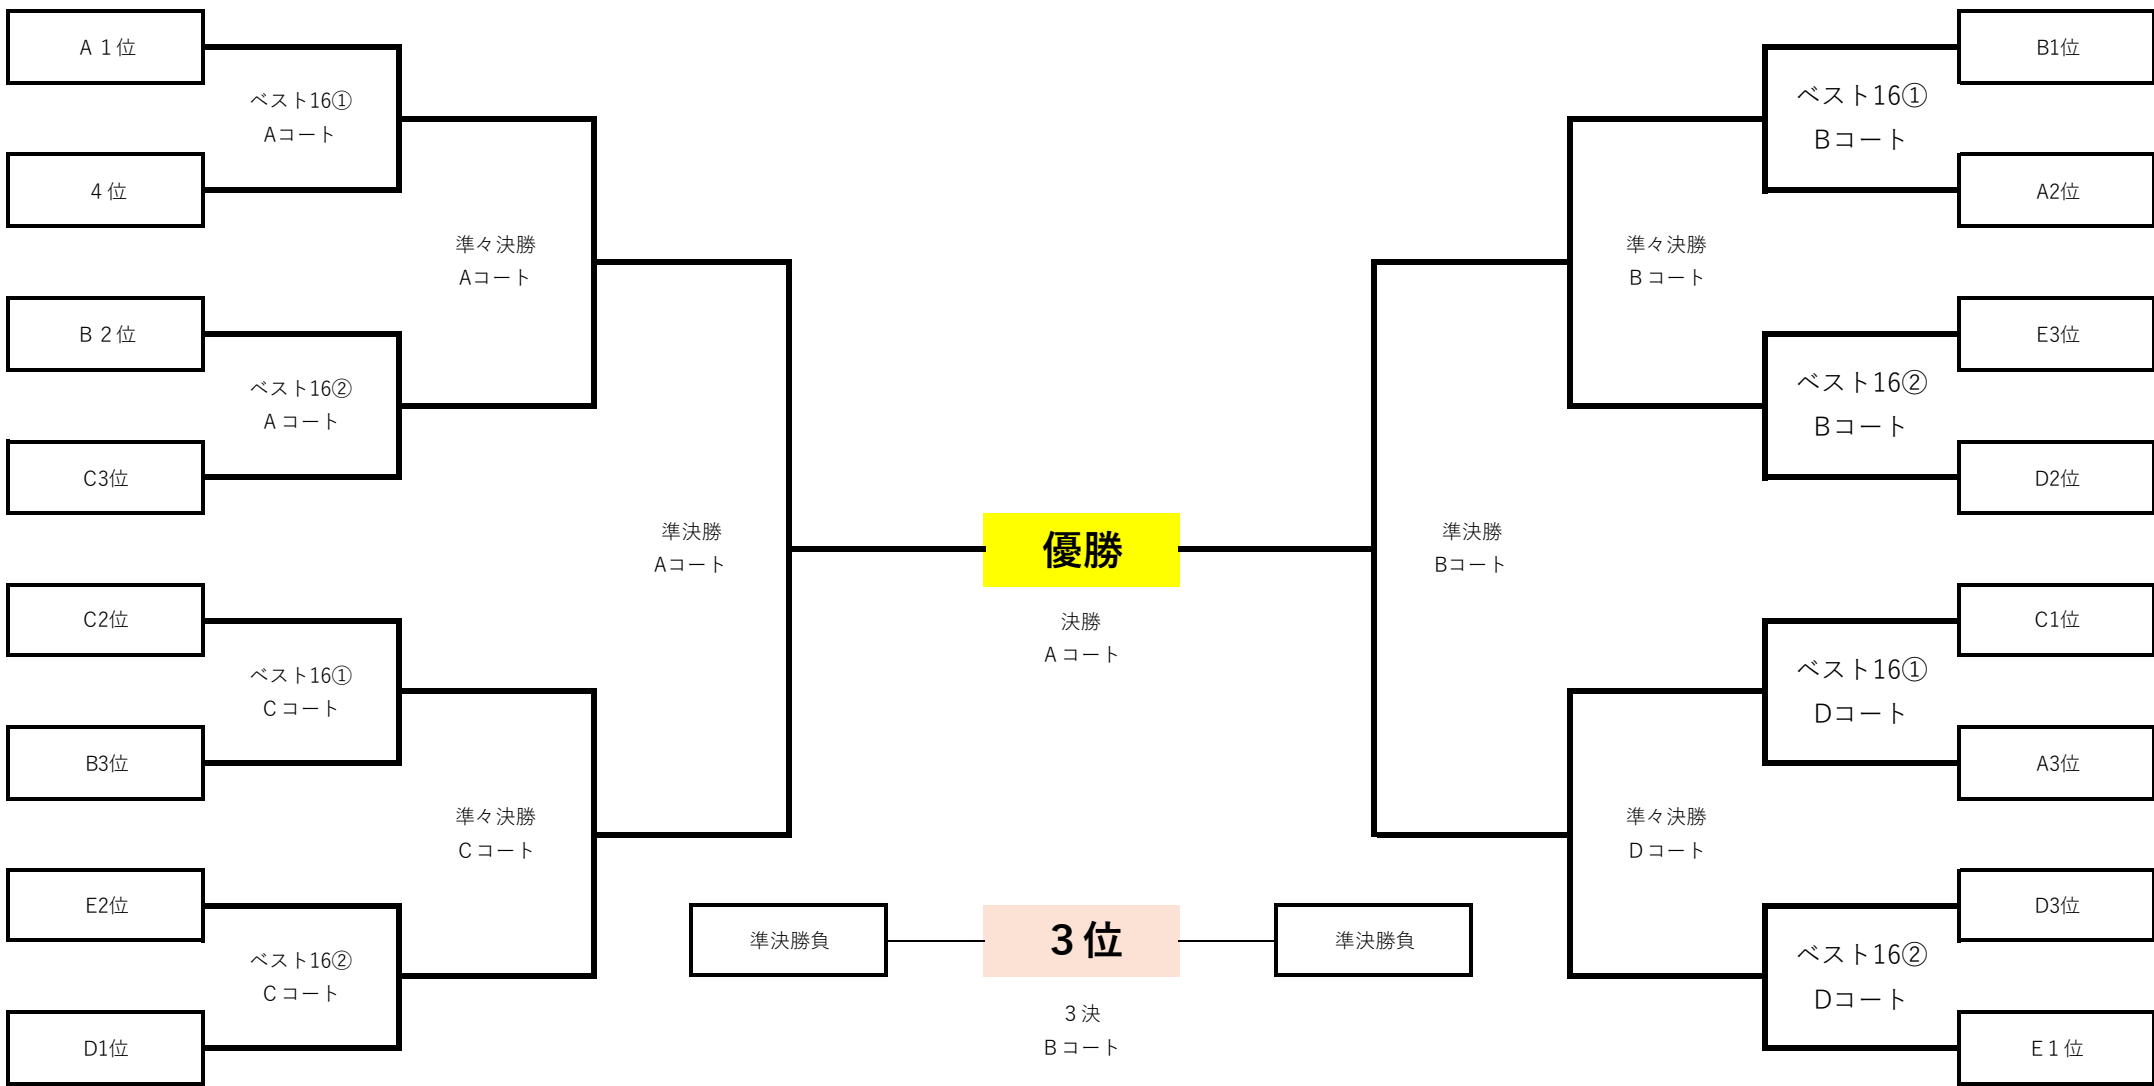 A 1位
ベスト16①
Aコート
4位
準々決勝
Aコート
B 2位
ベスト16②
Aコート
C3位
準決勝
Aコート
C2位
ベスト16①
Cコート
B3位
準々決勝
Cコート
E2位
ベスト16②
Cコート
D1位
優勝
決勝
Aコート
準決勝負
3位
準決勝負
3決
Bコート
B1位
ベスト16①
Bコート
A2位
準々決勝
Bコート
E3位
ベスト16②
Bコート
D2位
準決勝
Bコート
C1位
ベスト16①
Dコート
A3位
準々決勝
Dコート
D3位
ベスト16②
Dコート
E1位